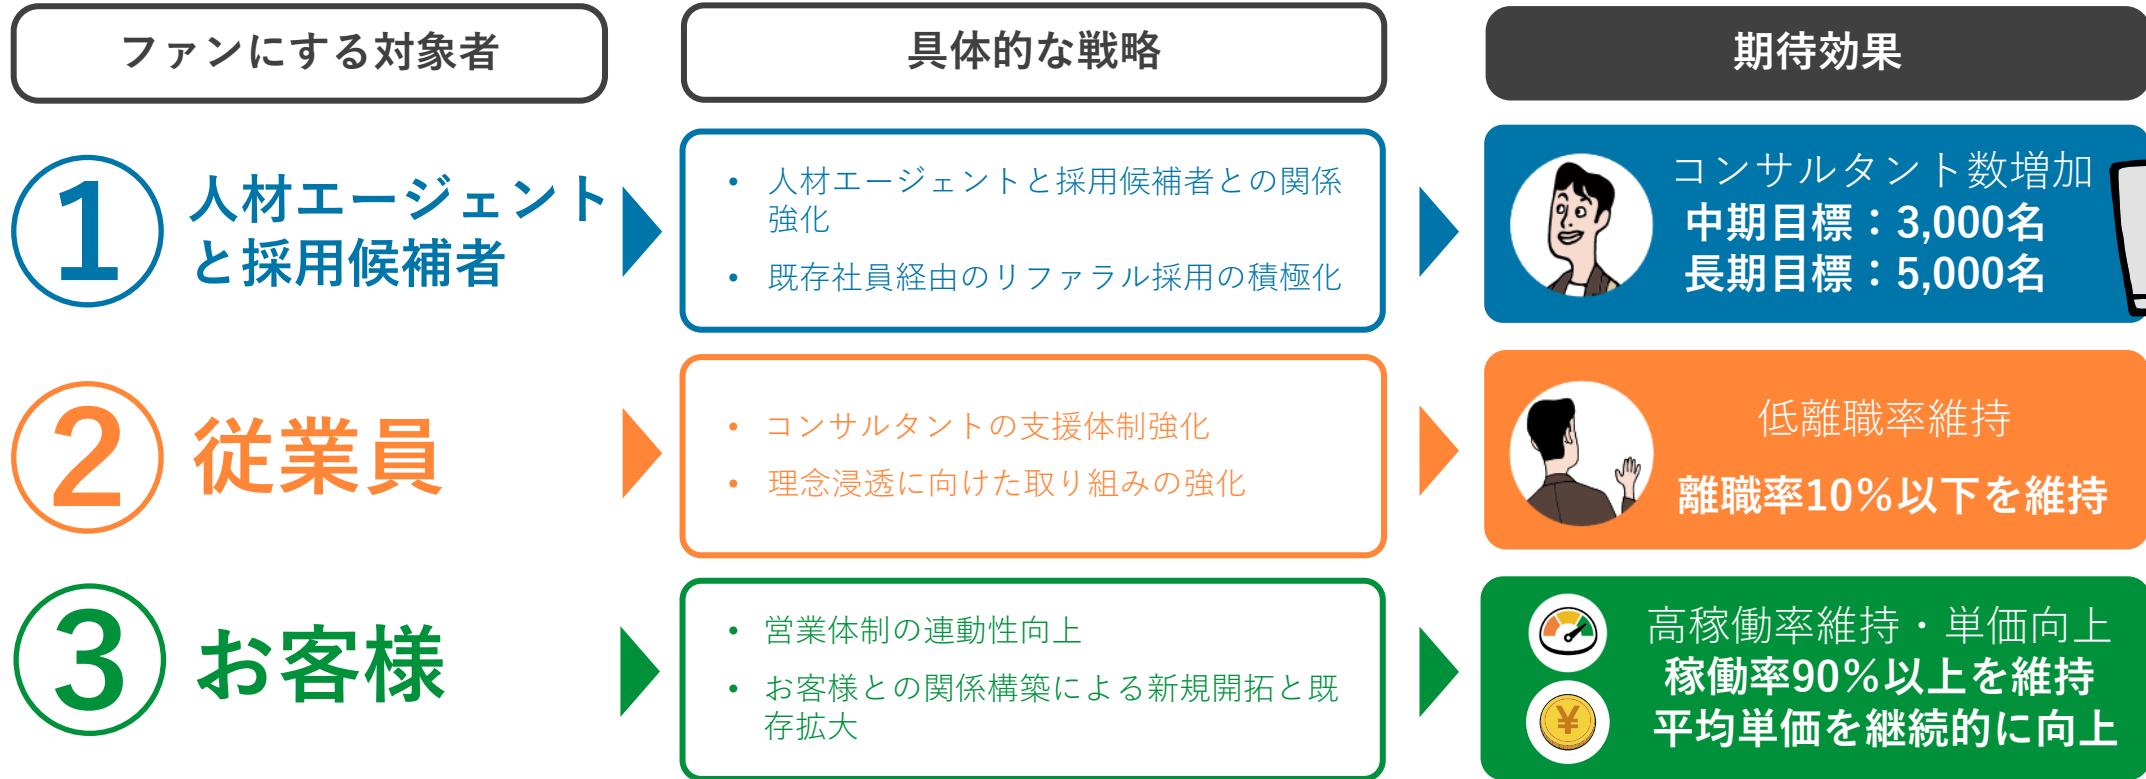 ファンにする対象者
具体的な戦略
期待効果
1
人材エージェント
と採用候補者
• 人材エージェントと採用候補者との関係
強化
• 既存社員経由のリファラル採用の積極化
コンサルタント数増加
中期目標：3,000名
長期目標：5,000名
2
従業員
• コンサルタントの支援体制強化
• 理念浸透に向けた取り組みの強化
低離職率維持
離職率10％以下を維持
3
お客様
• 営業体制の連動性向上
• お客様との関係構築による新規開拓と既
存拡大
高稼働率維持・単価向上
稼働率90％以上を維持
平均単価を継続的に向上
¥